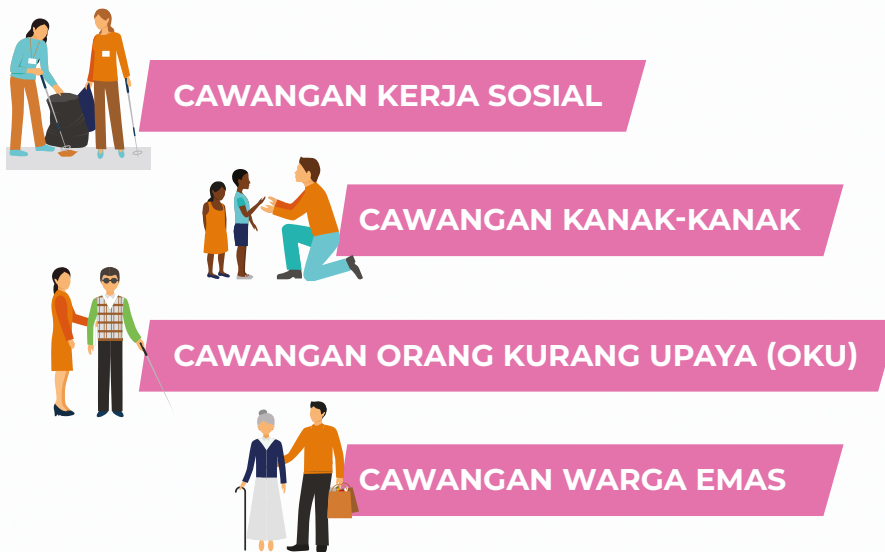 CAWANGAN KERJA SOSIAL
CAWANGAN KANAK-KANAK
CAWANGAN ORANG KURANG UPAYA (OKU)
CAWANGAN WARGA EMAS